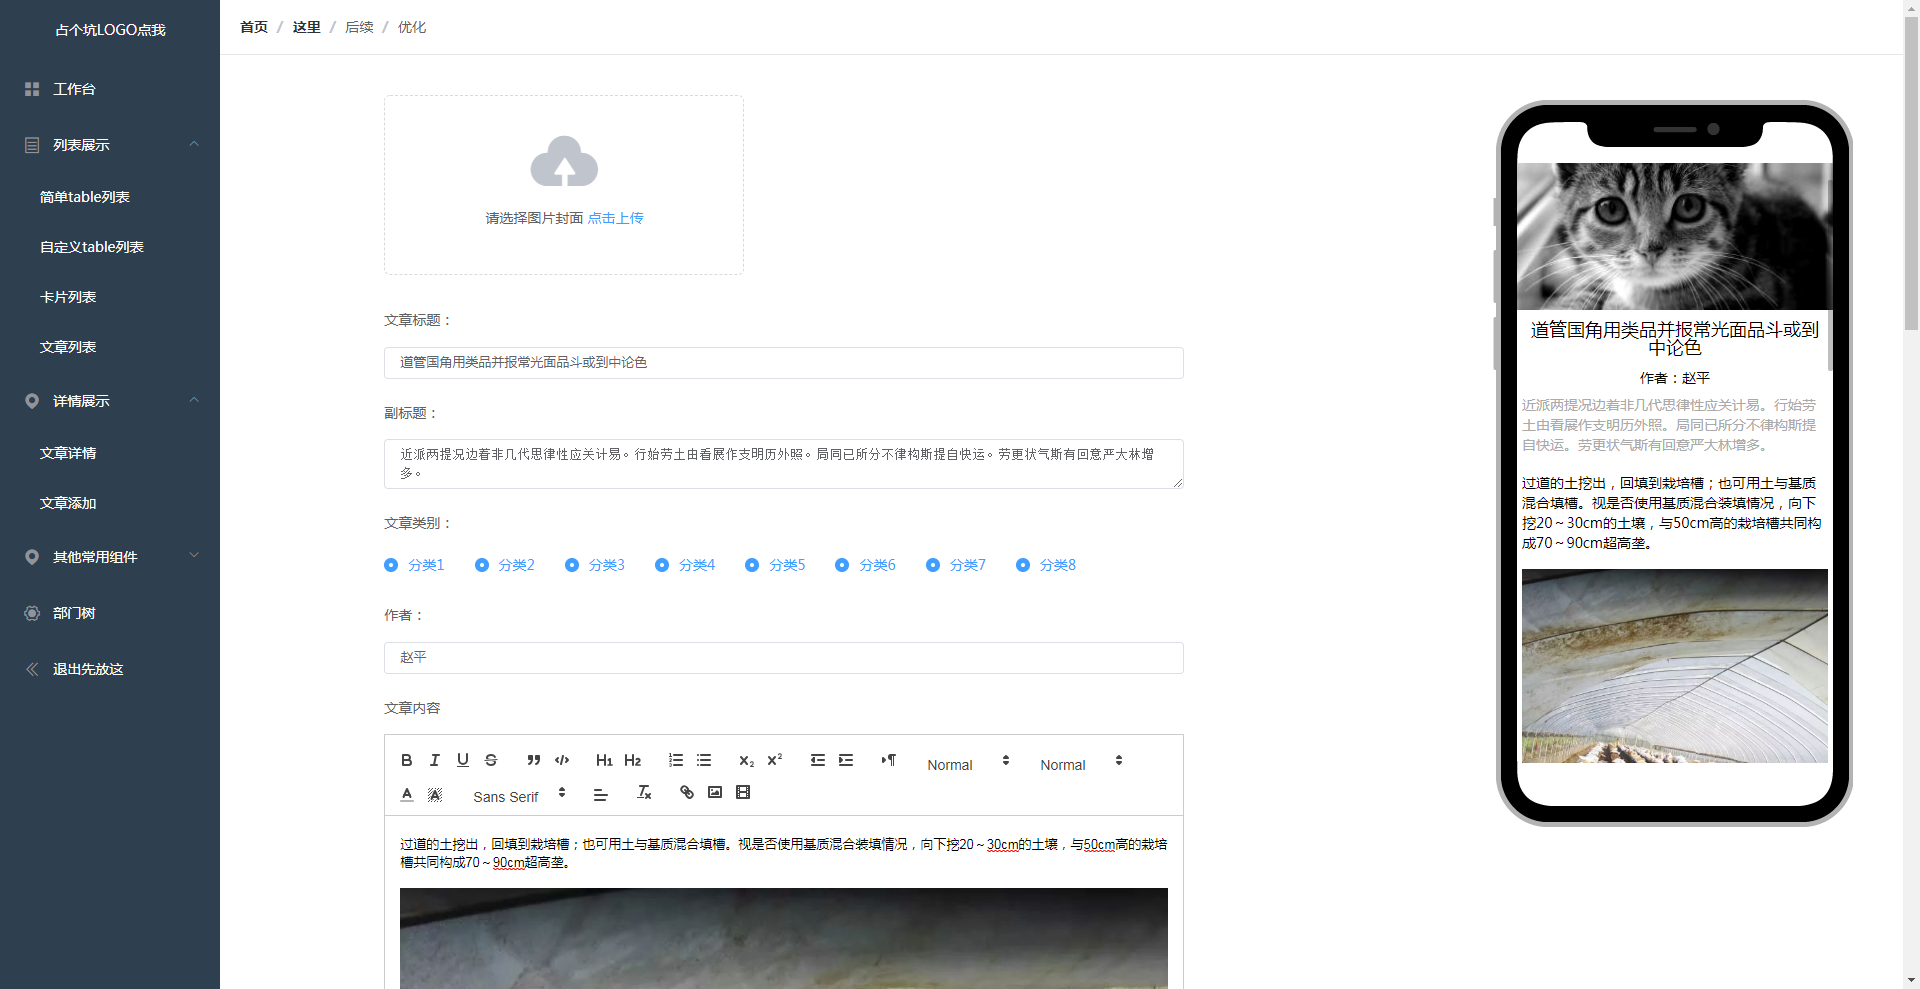 占个坑LOGO点我
工作台
列表展示
简单table列表
自定义table列表
卡片列表
文章列表
详情展示
文章详情
文章添加
其他常用组件
部门树
退出先放这
首页 / 这里 / 后续 / 优化
请选择图片封面 点击上传
文章标题：
道管国角用类品并报常光面品斗或到中论色
副标题：
近派两提况边着非几代思律性应关计易。行始劳土由看展作支明历外照。局同已所分不律构斯提自快运。劳更状气斯有回意严大林增
多。
文章类别：
分类1 分类2 分类3 分类4 分类5 分类6 分类7 分类8
作者：
赵平
文章内容
B I U S H1 H2 x2 x2 Normal Normal
A A Sans Serif Tx
过道的土挖出，回填到栽培槽；也可用土与基质混合填槽。视是否使用基质混合装填情况，向下挖20～30cm的土壤，与50cm高的栽培
槽共同构成70～90cm超高垄。
道管国角用类品并报常光面品斗或到
中论色
作者：赵平
近派两提况边着非几代思律性应关计易。行始劳
土由看展作支明历外照。局同已所分不律构斯提
自快运。劳更状气斯有回意严大林增多。
过道的土挖出，回填到栽培槽；也可用土与基质
混合填槽。视是否使用基质混合装填情况，向下
挖20～30cm的土壤，与50cm高的栽培槽共同构
成70～90cm超高垄。